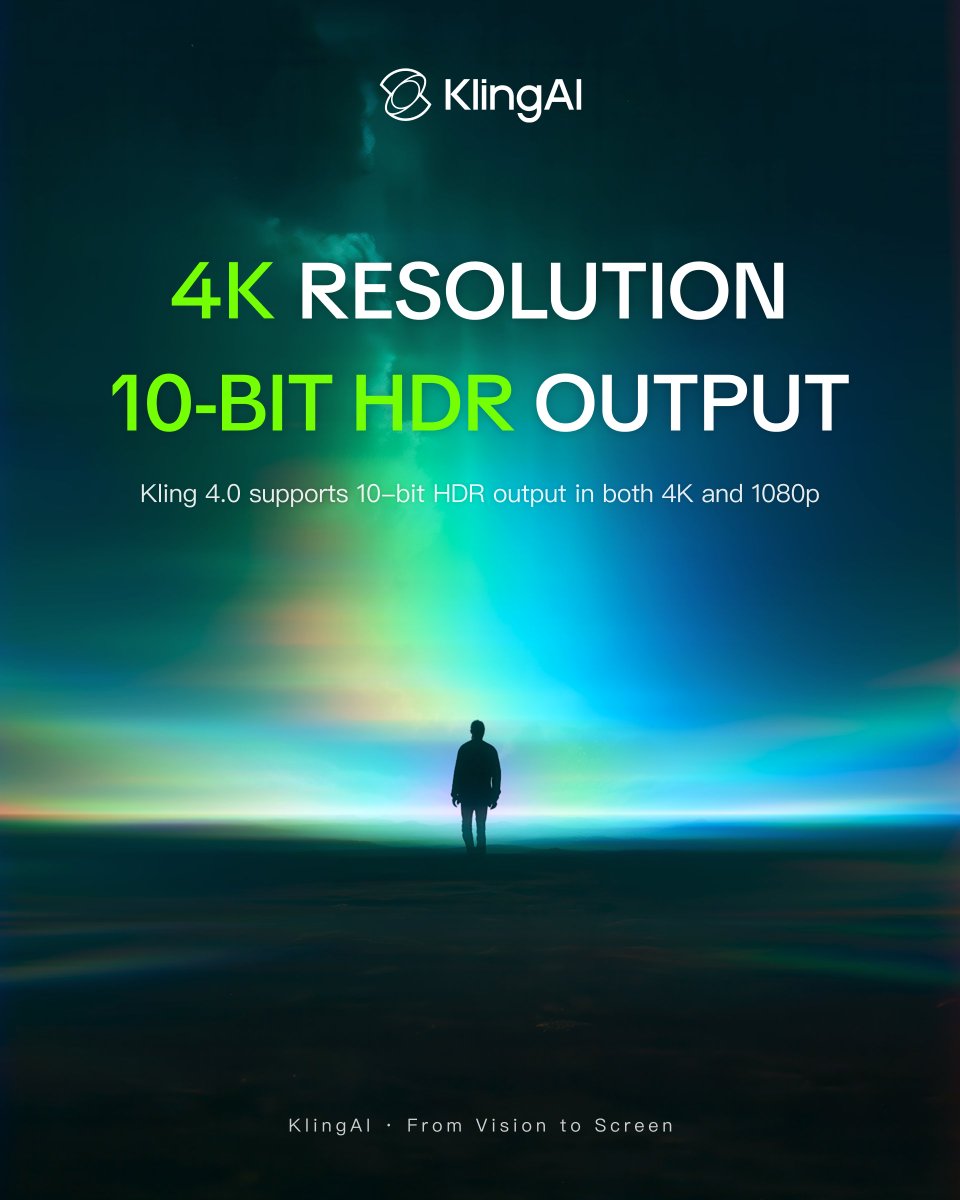 KlingAI
4K RESOLUTION
10-BIT HDR OUTPUT
Kling 4.0 supports 10–bit HDR output in both 4K and 1080p
KlingAI · From Vision to Screen